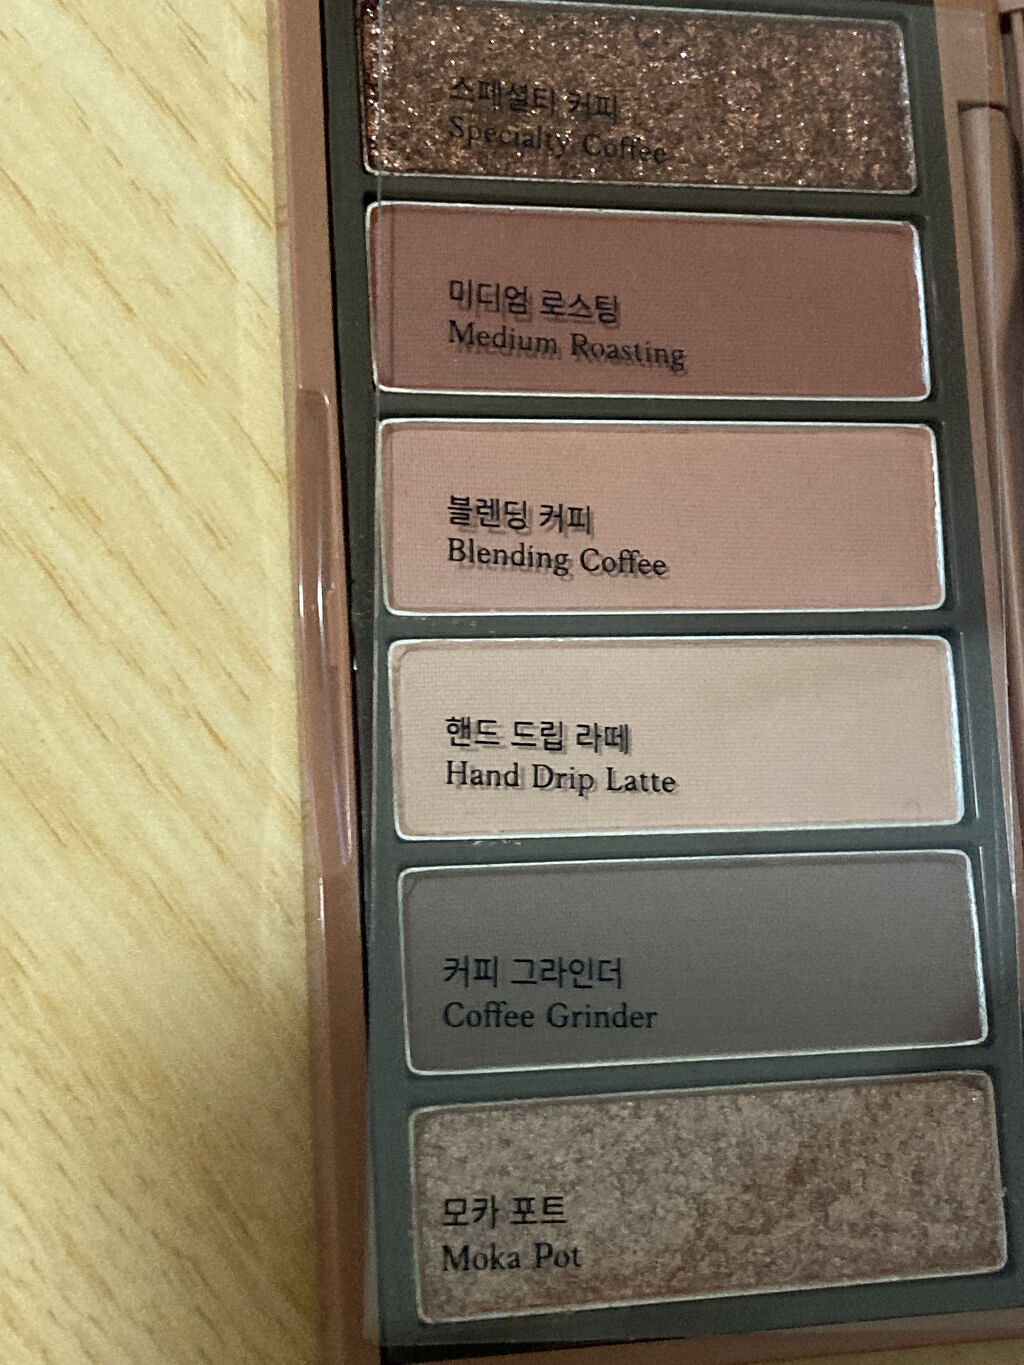 스페셜티 커피
Specialty Coffee
미디엄 로스팅
Medium Roasting
블렌딩 커피
Blending Coffee
핸드 드립 라떼
Hand Drip Latte
커피 그라인더
Coffee Grinder
모카 포트
Moka Pot